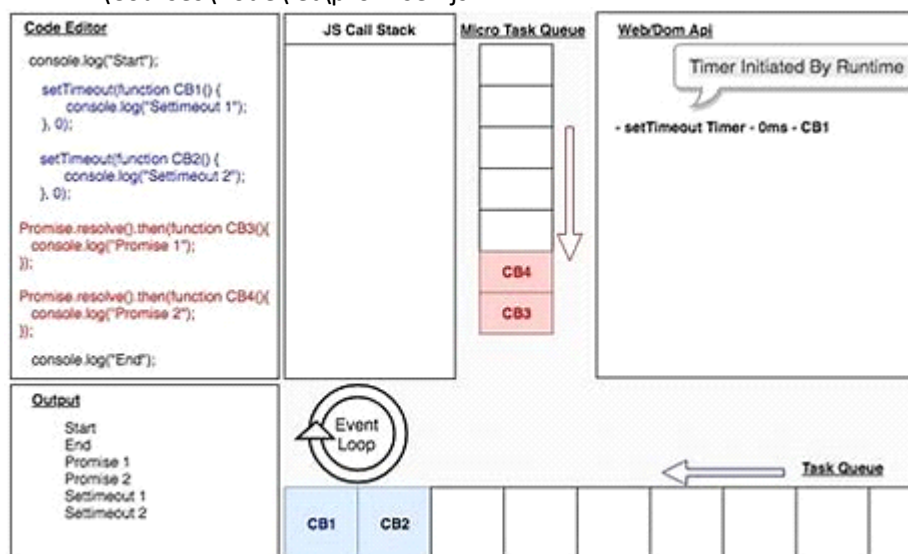 Code Editor
console.log("Start");
setTimeout(function CB1() {
console.log("Settimeout 1");
}, 0);
setTimeout(function CB2() {
console.log("Settimeout 2");
}, 0);
Promise.resolve().then(function CB3(){
console.log("Promise 1");
});
Promise.resolve().then(function CB4(){
console.log("Promise 2");
});
console.log("End");
JS Call Stack
Micro Task Queue
CB4
CB3
Web/Dom Api
Timer Initiated By Runtime
- setTimeout Timer - 0ms - CB1
Output
Start
End
Promise 1
Promise 2
Settimeout 1
Settimeout 2
Event
Loop
Task Queue
CB1 CB2